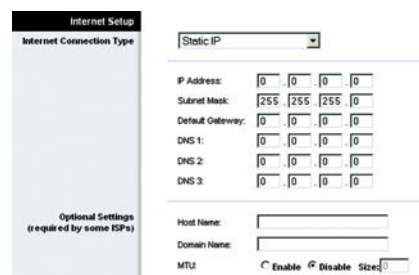 Internet Setup
Internet Connection Type
Static IP
IP Address: 0 . 0 . 0 . 0
Subnet Mask: 255 . 255 . 255 . 0
Default Gateway: 0 . 0 . 0 . 0
DNS 1: 0 . 0 . 0 . 0
DNS 2: 0 . 0 . 0 . 0
DNS 3: 0 . 0 . 0 . 0
Optional Settings
(required by some ISPs)
Host Name:
Domain Name:
MTU: Enable Disable Size: 0